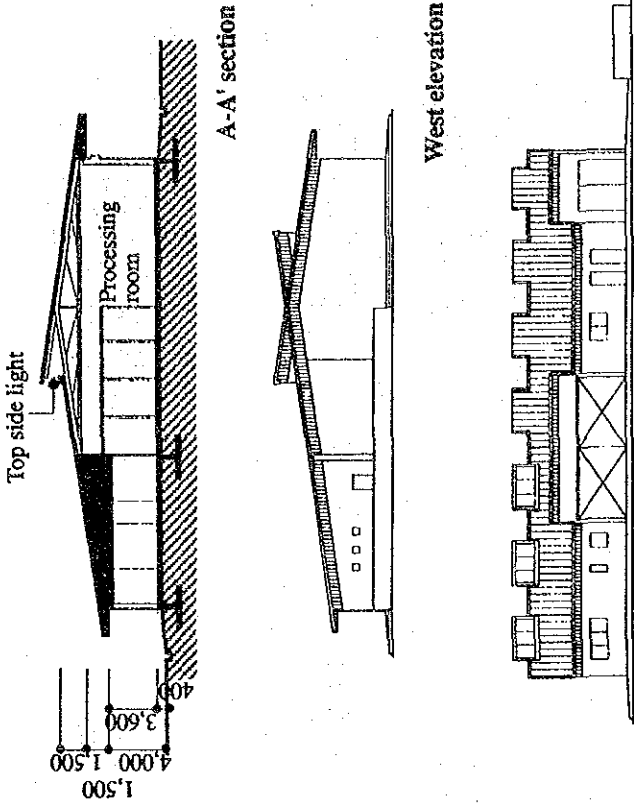 Top side light
Processing
room
1,500
1,500
4,000
3,600
400
A-A' section
West elevation